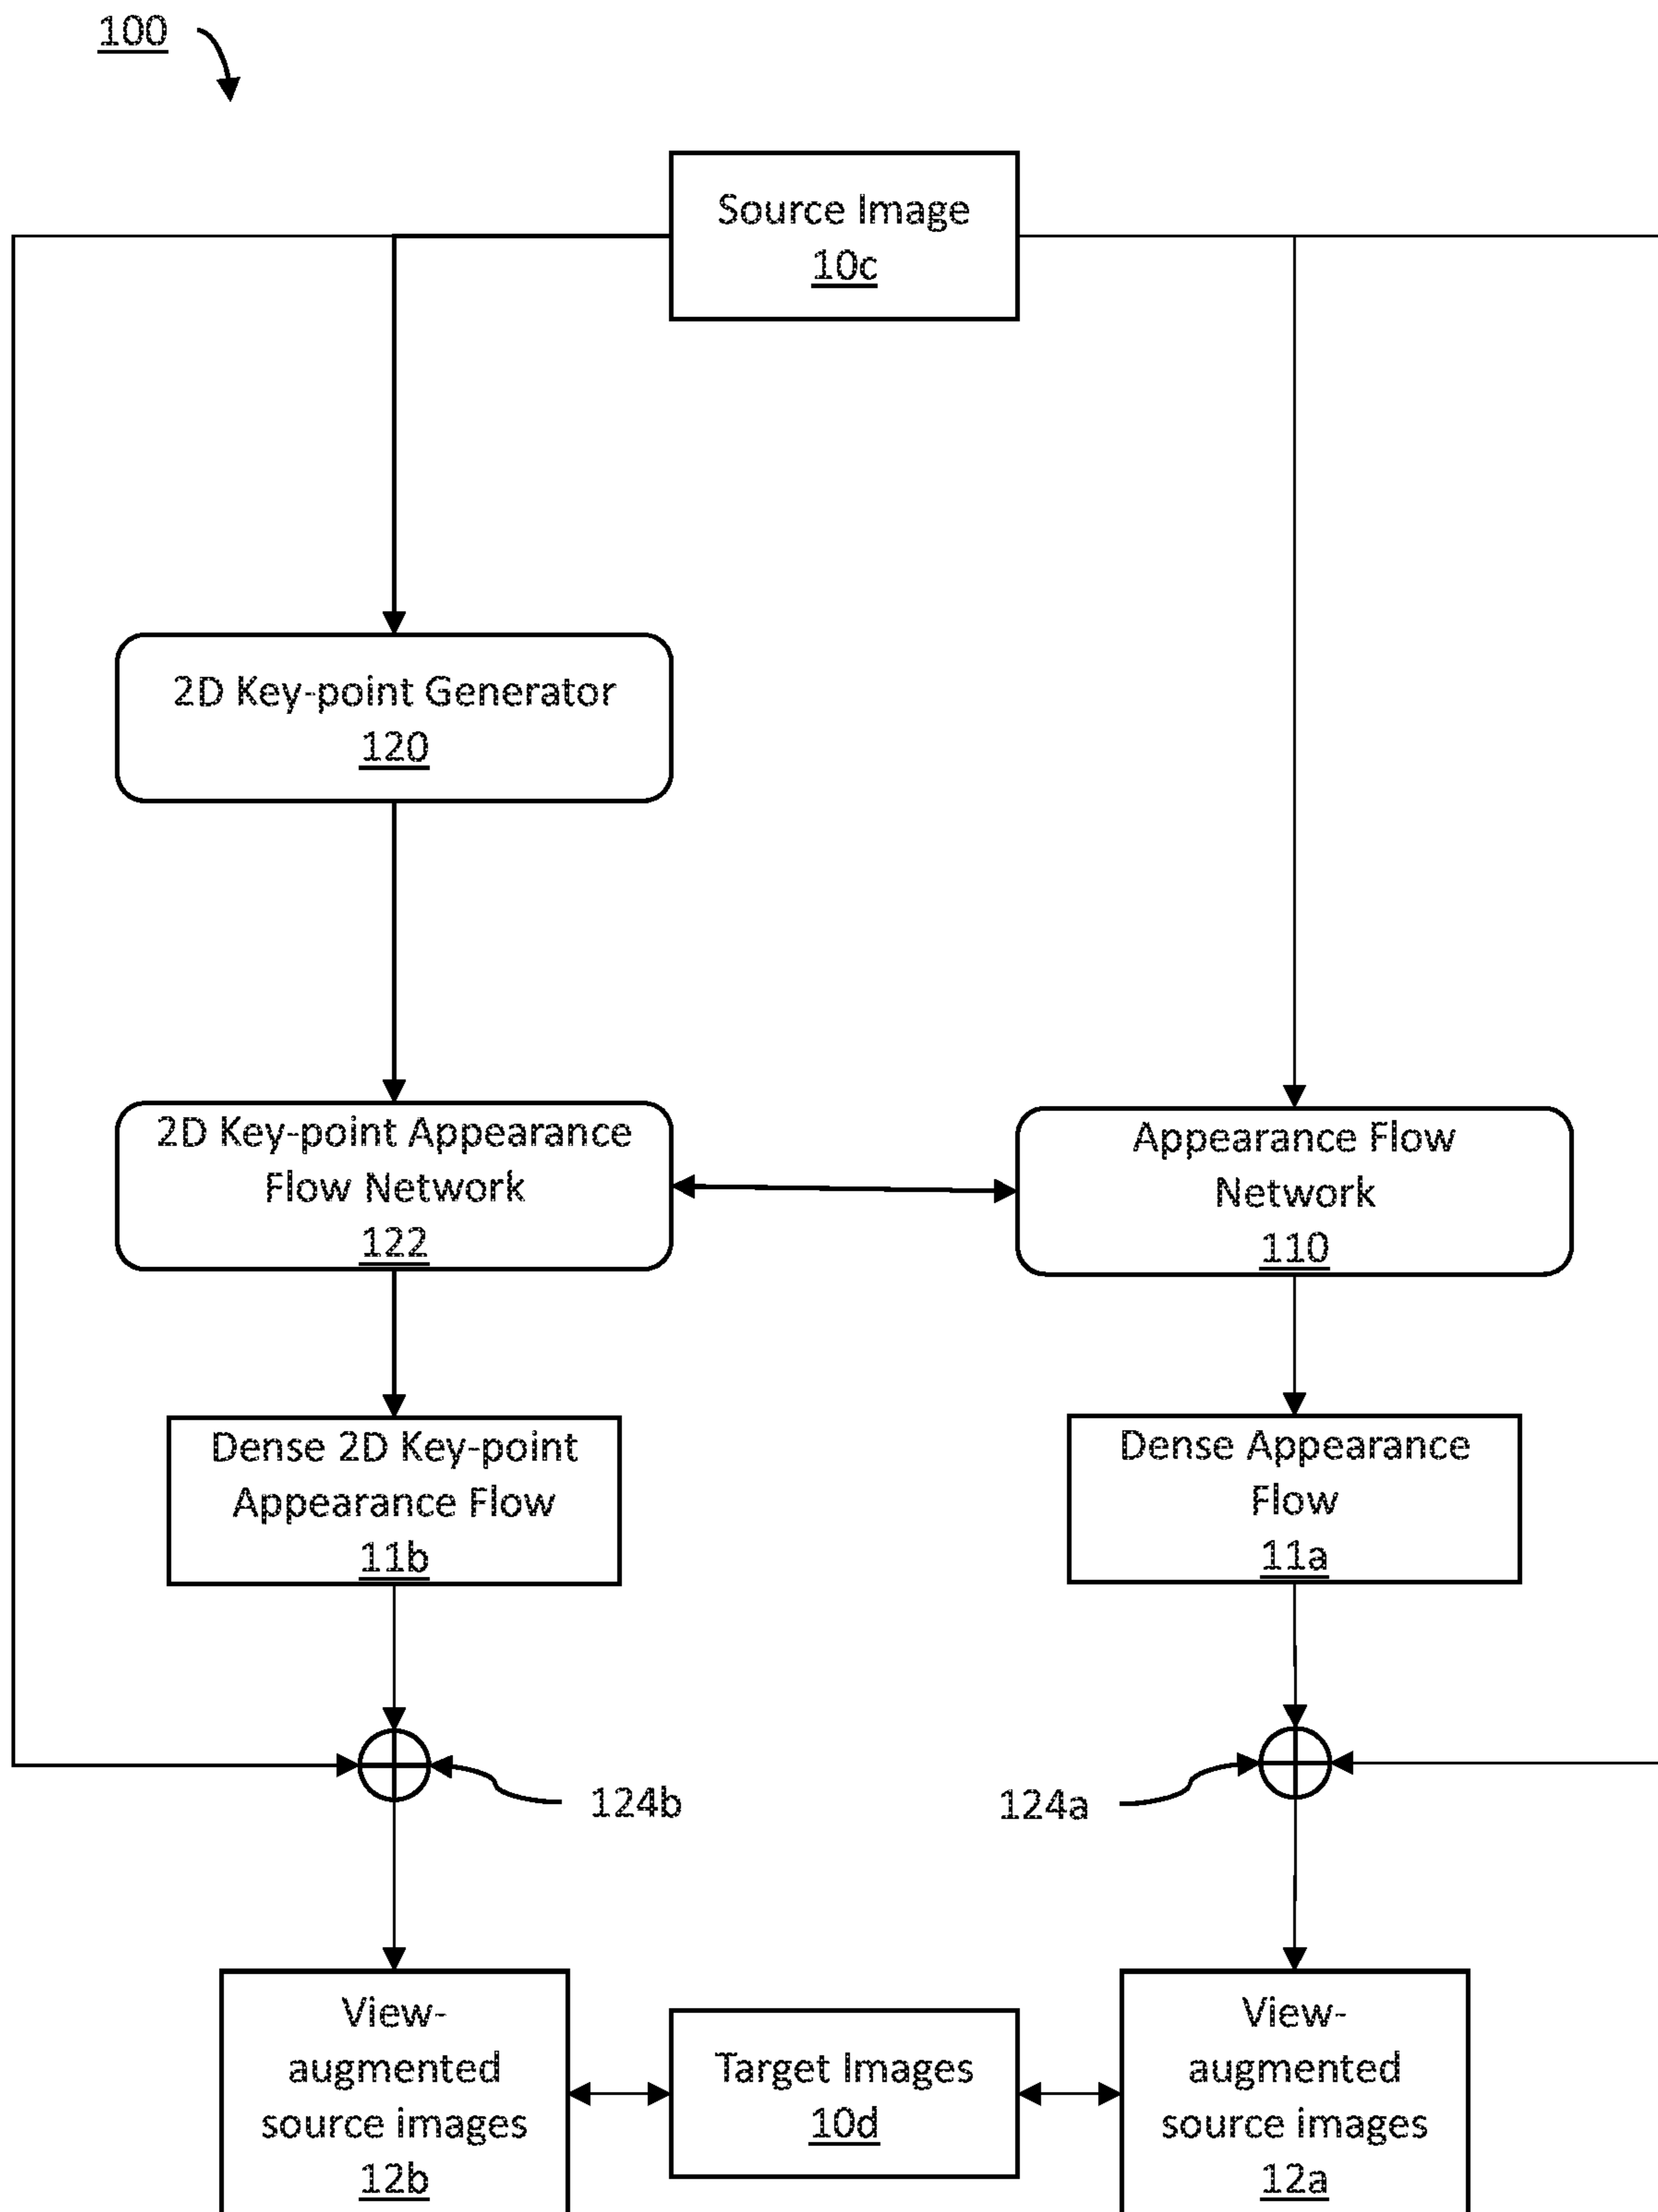 100
Source Image
10c
2D Key-point Generator
120
2D Key-point Appearance
Flow Network
122
Appearance Flow
Network
110
Dense 2D Key-point
Appearance Flow
11b
Dense Appearance
Flow
11a
124b
124a
View-
augmented
source images
12b
Target Images
10d
View-
augmented
source images
12a